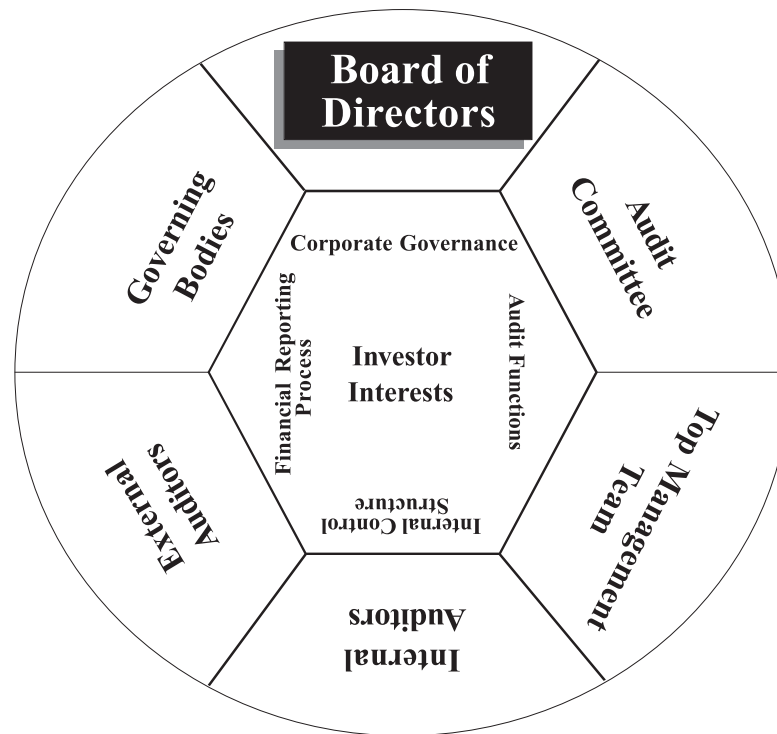 Board of
Directors
Audit
Committee
Top Management
Team
Internal
Auditors
External
Auditors
Governing
Bodies
Corporate Governance
Audit Functions
Internal Control
Structure
Financial Reporting
Process
Investor
Interests